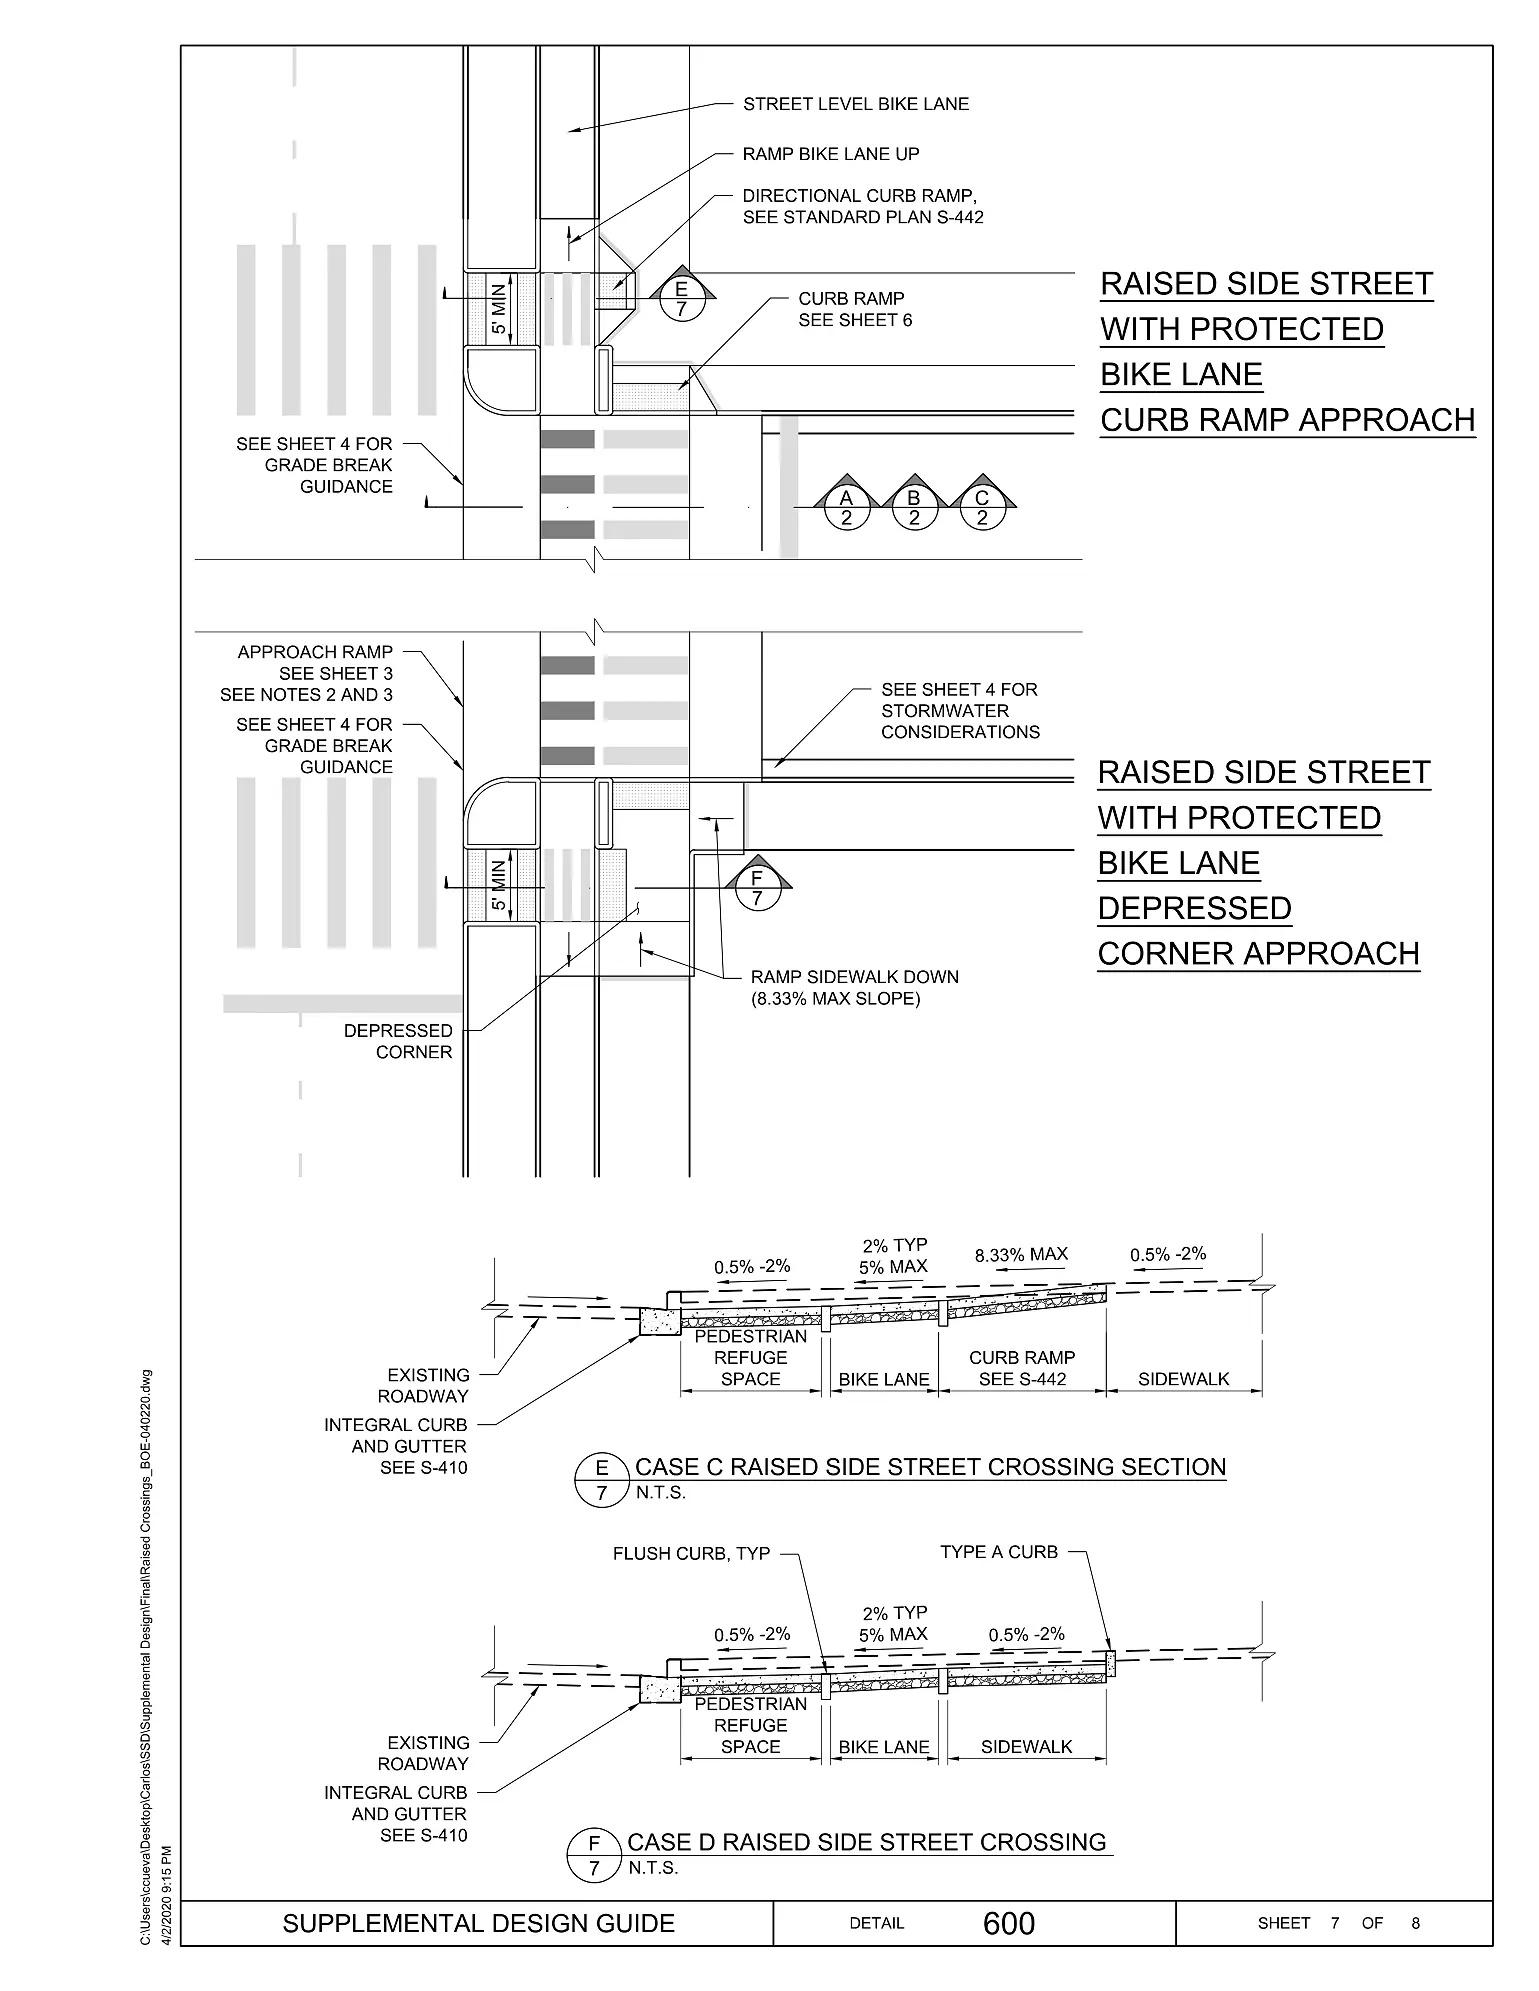 STREET LEVEL BIKE LANE
RAMP BIKE LANE UP
DIRECTIONAL CURB RAMP,
SEE STANDARD PLAN S-442
E
7
5' MIN
CURB RAMP
SEE SHEET 6
RAISED SIDE STREET
WITH PROTECTED
BIKE LANE
CURB RAMP APPROACH
SEE SHEET 4 FOR
GRADE BREAK
GUIDANCE
A
2
B
2
C
2
APPROACH RAMP
SEE SHEET 3
SEE NOTES 2 AND 3
SEE SHEET 4 FOR
GRADE BREAK
GUIDANCE
SEE SHEET 4 FOR
STORMWATER
CONSIDERATIONS
RAISED SIDE STREET
WITH PROTECTED
BIKE LANE
DEPRESSED
CORNER APPROACH
5' MIN
F
7
RAMP SIDEWALK DOWN
(8.33% MAX SLOPE)
DEPRESSED
CORNER
0.5% -2%
2% TYP
5% MAX
8.33% MAX
0.5% -2%
EXISTING
ROADWAY
INTEGRAL CURB
AND GUTTER
SEE S-410
PEDESTRIAN
REFUGE
SPACE
BIKE LANE
CURB RAMP
SEE S-442
SIDEWALK
E
7
CASE C RAISED SIDE STREET CROSSING SECTION
N.T.S.
FLUSH CURB, TYP
TYPE A CURB
0.5% -2%
2% TYP
5% MAX
0.5% -2%
EXISTING
ROADWAY
INTEGRAL CURB
AND GUTTER
SEE S-410
PEDESTRIAN
REFUGE
SPACE
BIKE LANE
SIDEWALK
F
7
CASE D RAISED SIDE STREET CROSSING
N.T.S.
SUPPLEMENTAL DESIGN GUIDE
DETAIL 600
SHEET 7 OF 8
C:\Users\ccueva\Desktop\Carlos\SSD\Supplemental Design\Final\Raised Crossings_BOE-040220.dwg
4/2/2020 9:15 PM